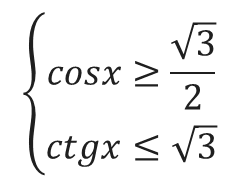 cosx ≥ √3/2
ctgx ≤ √3